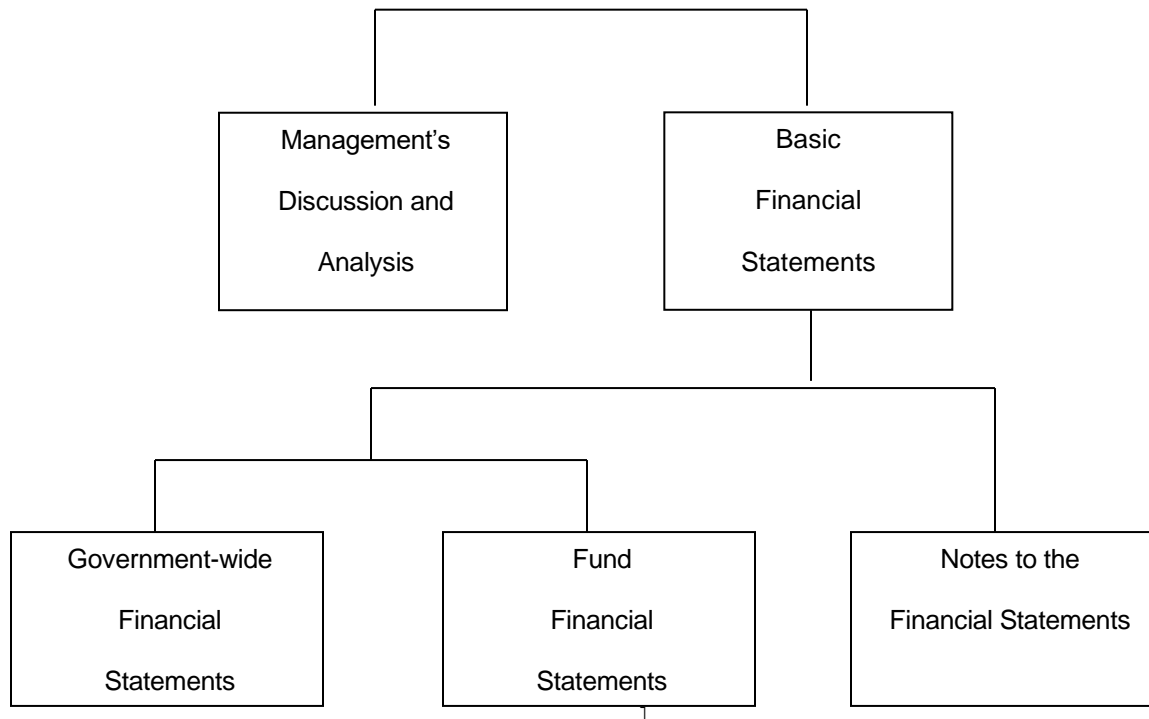 Management’s
Discussion and
Analysis
Basic
Financial
Statements
Government-wide
Financial
Statements
Fund
Financial
Statements
Notes to the
Financial Statements